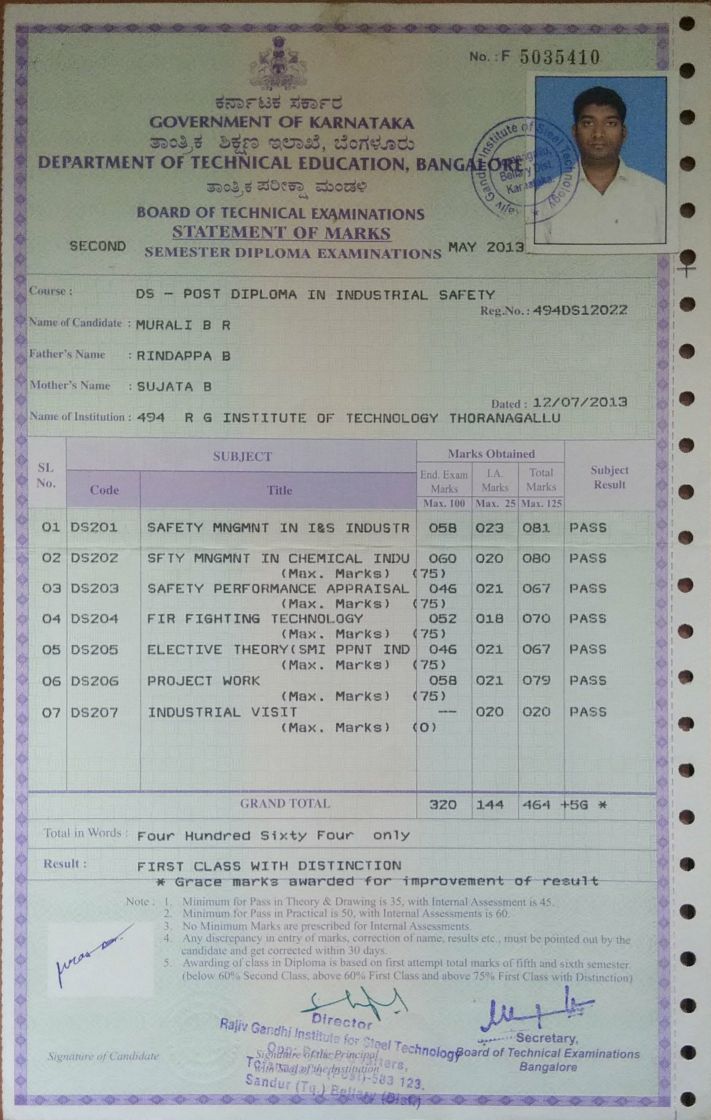 No. : F 5035410
ಕರ್ನಾಟಕ ಸರ್ಕಾರ
GOVERNMENT OF KARNATAKA
ತಾಂತ್ರಿಕ ಶಿಕ್ಷಣ ಇಲಾಖೆ, ಬೆಂಗಳೂರು
DEPARTMENT OF TECHNICAL EDUCATION, BANGALORE
ತಾಂತ್ರಿಕ ಪರೀಕ್ಷಾ ಮಂಡಳಿ
BOARD OF TECHNICAL EXAMINATIONS
STATEMENT OF MARKS
SECOND SEMESTER DIPLOMA EXAMINATIONS MAY 2013
Gandhi Institute of Steel Technology
Bellary Dist.
Karnataka
Course : DS - POST DIPLOMA IN INDUSTRIAL SAFETY
Reg.No. : 494DS12022
Name of Candidate : MURALI B R
Father's Name : RINDAPPA B
Mother's Name : SUJATA B
Dated : 12/07/2013
Name of Institution : 494 R G INSTITUTE OF TECHNOLOGY THORANAGALLU
SL No. SUBJECT Marks Obtained Subject Result
Code Title End. Exam Marks I.A. Marks Total Marks
Max. 100 Max. 25 Max. 125
01 DS201 SAFETY MNGMNT IN I&S INDUSTR 058 023 081 PASS
02 DS202 SFTY MNGMNT IN CHEMICAL INDU 060 020 080 PASS
(Max. Marks) (75)
03 DS203 SAFETY PERFORMANCE APPRAISAL 046 021 067 PASS
(Max. Marks) (75)
04 DS204 FIR FIGHTING TECHNOLOGY 052 018 070 PASS
(Max. Marks) (75)
05 DS205 ELECTIVE THEORY(SMI PPNT IND 046 021 067 PASS
(Max. Marks) (75)
06 DS206 PROJECT WORK 058 021 079 PASS
(Max. Marks) (75)
07 DS207 INDUSTRIAL VISIT -- 020 020 PASS
(Max. Marks) (0)
GRAND TOTAL 320 144 464 +5G *
Total in Words : Four Hundred Sixty Four only
Result : FIRST CLASS WITH DISTINCTION
* Grace marks awarded for improvement of result
Note : 1. Minimum for Pass in Theory & Drawing is 35, with Internal Assessment is 45.
2. Minimum for Pass in Practical is 50, with Internal Assessments is 60.
3. No Minimum Marks are prescribed for Internal Assessments.
4. Any discrepancy in entry of marks, correction of name, results etc., must be pointed out by the
candidate and get corrected within 30 days.
5. Awarding of class in Diploma is based on first attempt total marks of fifth and sixth semester.
(below 60% Second Class, above 60% First Class and above 75% First Class with Distinction)
Director
Rajiv Gandhi Institute for Steel Technology
583 123.
Sandur (Tq.) Bellary (Dist)
Signature of Candidate
Signature of the Principal
with Seal of the Institution
Secretary,
Board of Technical Examinations
Bangalore